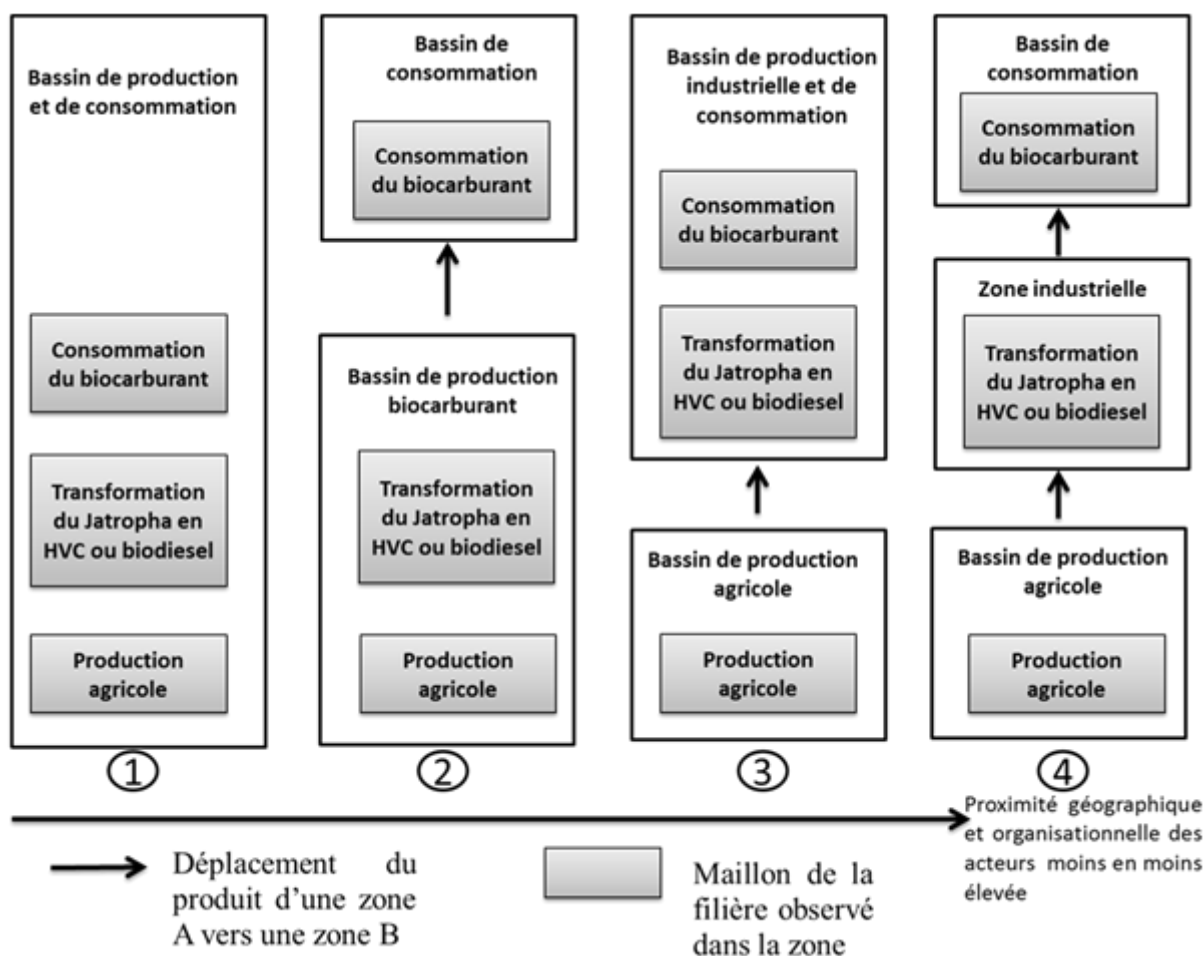 Bassin de production
et de consommation
Consommation
du biocarburant
Transformation
du Jatropha en
HVC ou biodiesel
Production
agricole
1
Bassin de
consommation
Consommation
du biocarburant
Bassin de production
biocarburant
Transformation
du Jatropha en
HVC ou biodiesel
Production
agricole
2
Bassin de production
industrielle et de
consommation
Consommation
du biocarburant
Transformation
du Jatropha en
HVC ou biodiesel
Bassin de production
agricole
Production
agricole
3
Bassin de
consommation
Consommation
du biocarburant
Zone industrielle
Transformation
du Jatropha en
HVC ou biodiesel
Bassin de production
agricole
Production
agricole
4
Proximité géographique
et organisationnelle des
acteurs moins en moins
élevée
Déplacement du
produit d'une zone
A vers une zone B
Maillon de la
filière observé
dans la zone